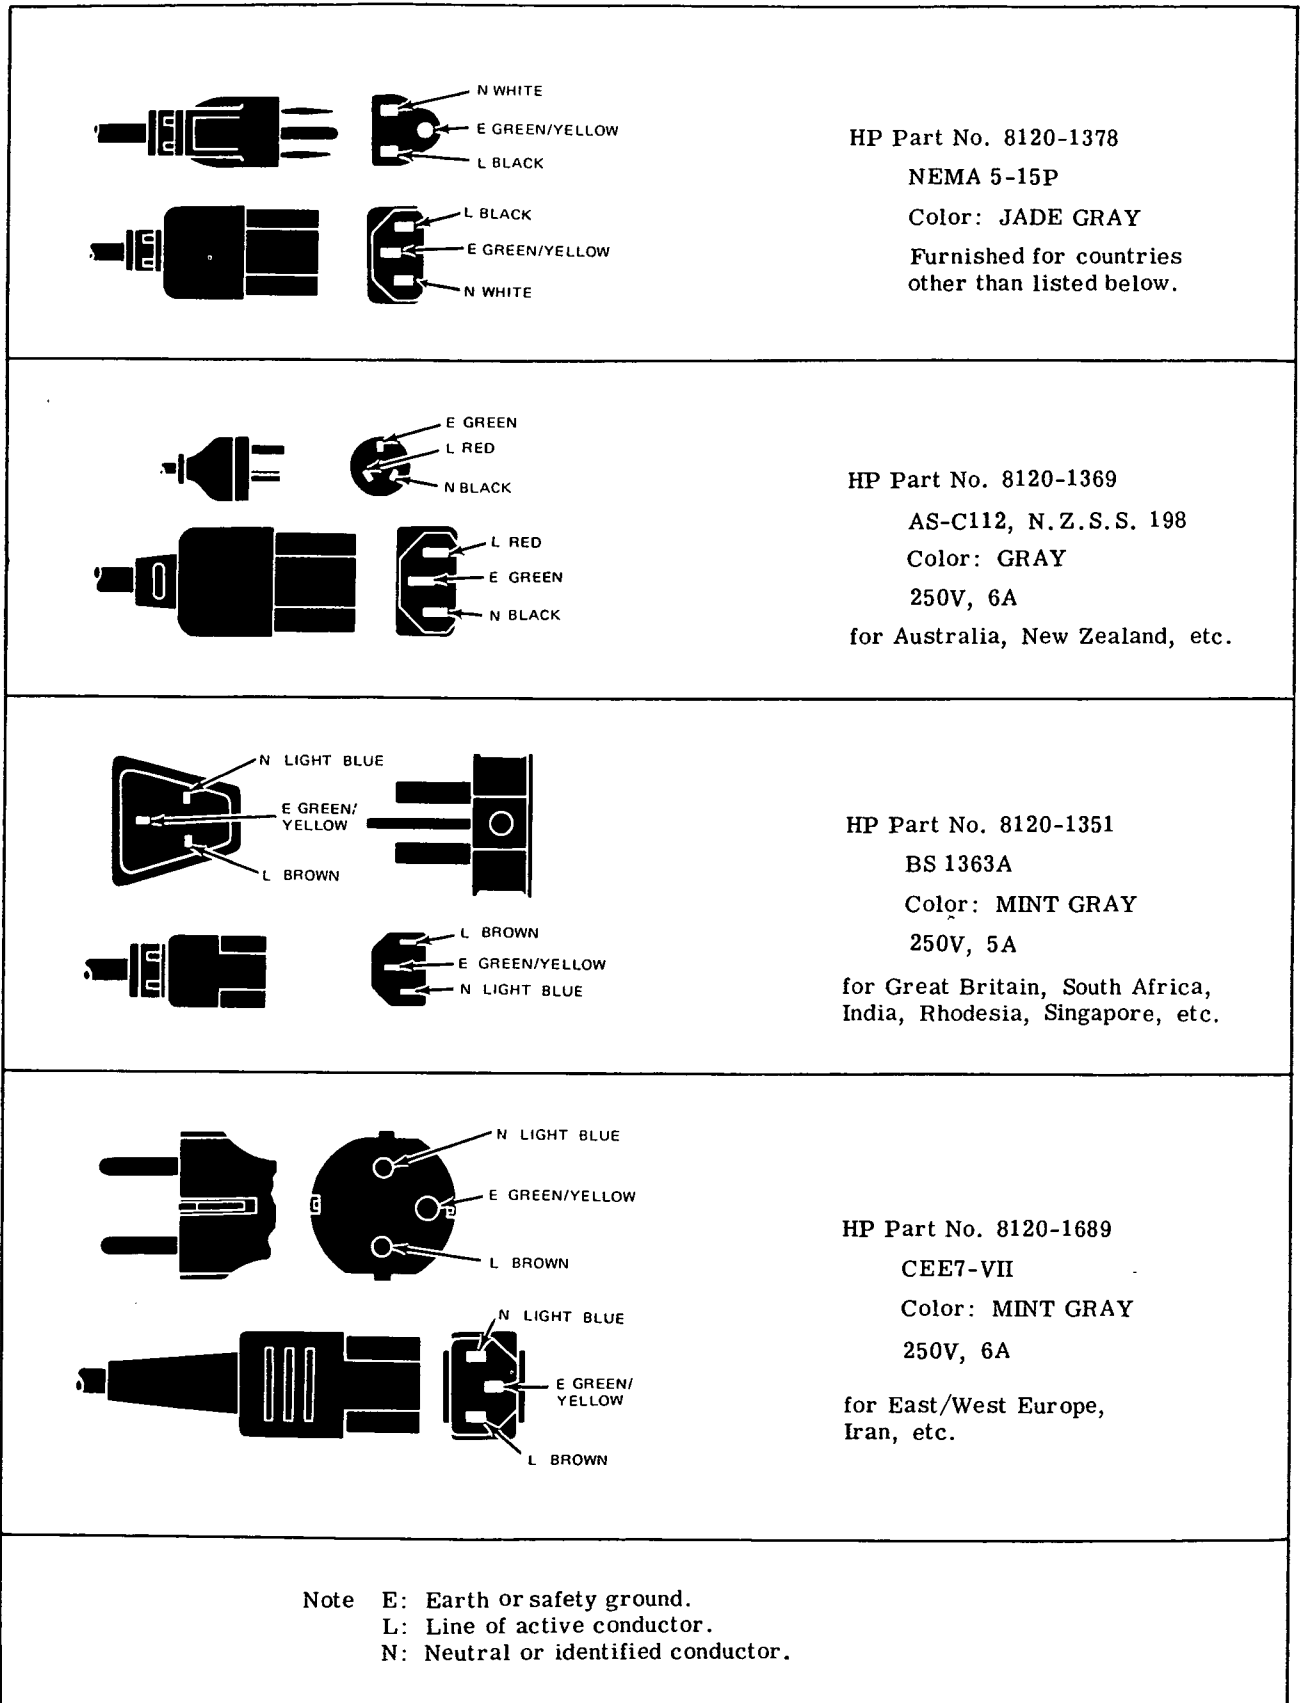 N WHITE
E GREEN/YELLOW
L BLACK
L BLACK
E GREEN/YELLOW
N WHITE
HP Part No. 8120-1378
NEMA 5-15P
Color: JADE GRAY
Furnished for countries
other than listed below.
E GREEN
L RED
N BLACK
L RED
E GREEN
N BLACK
HP Part No. 8120-1369
AS-C112, N.Z.S.S. 198
Color: GRAY
250V, 6A
for Australia, New Zealand, etc.
N LIGHT BLUE
E GREEN/
YELLOW
L BROWN
L BROWN
E GREEN/YELLOW
N LIGHT BLUE
HP Part No. 8120-1351
BS 1363A
Color: MINT GRAY
250V, 5A
for Great Britain, South Africa,
India, Rhodesia, Singapore, etc.
N LIGHT BLUE
E GREEN/YELLOW
L BROWN
N LIGHT BLUE
E GREEN/
YELLOW
L BROWN
HP Part No. 8120-1689
CEE7-VII
Color: MINT GRAY
250V, 6A
for East/West Europe,
Iran, etc.
Note E: Earth or safety ground.
L: Line of active conductor.
N: Neutral or identified conductor.